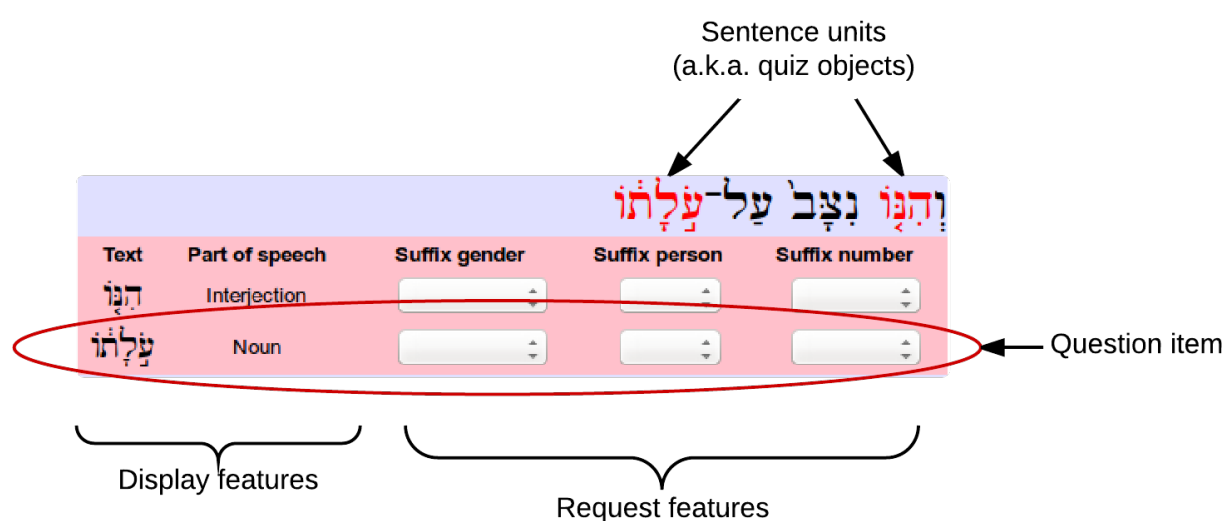 Sentence units
(a.k.a. quiz objects)
וְהִנּ֤וֹ נִצָּב֙ עַל־עֹ֣לָת֔וֹ
Text Part of speech Suffix gender Suffix person Suffix number
הִנּ֤וֹ Interjection
עֹ֣לָת֔וֹ Noun
Question item
Display features
Request features